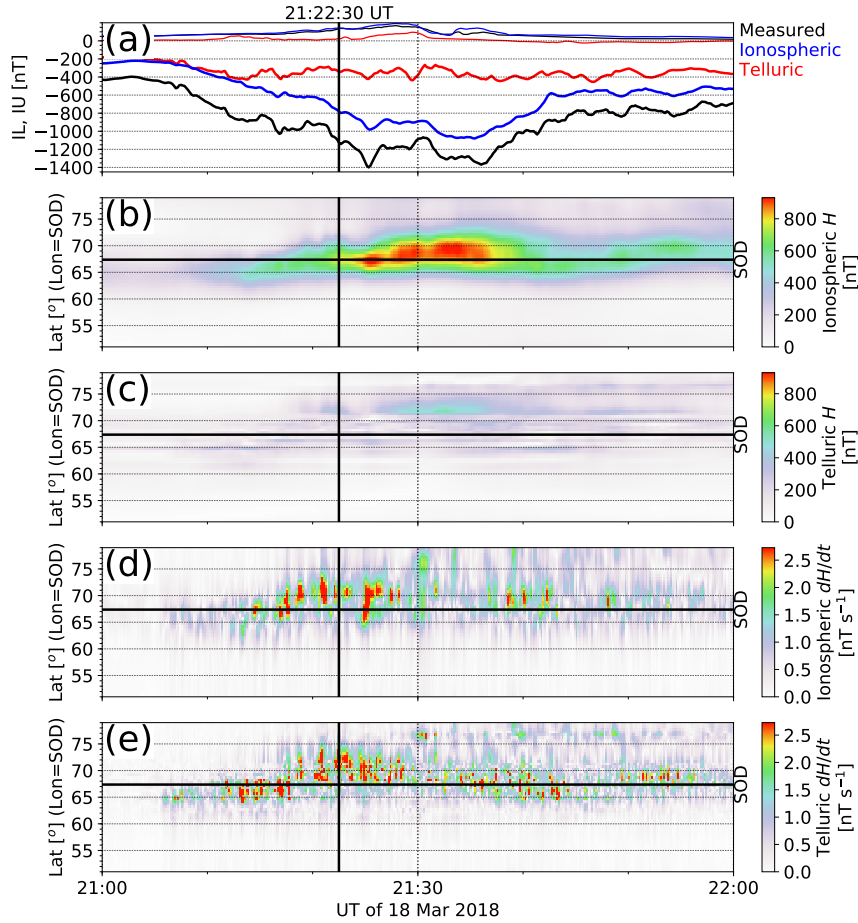 21:22:30 UT
(a)
Measured
Ionospheric
Telluric
IL, IU [nT]
0
−200
−400
−600
−800
−1000
−1200
−1400
(b)
Lat [°] (Lon=SOD)
75
70
65
60
55
SOD
800
600
400
200
0
Ionospheric H
[nT]
(c)
Lat [°] (Lon=SOD)
75
70
65
60
55
SOD
800
600
400
200
0
Telluric H
[nT]
(d)
Lat [°] (Lon=SOD)
75
70
65
60
55
SOD
2.5
2.0
1.5
1.0
0.5
0.0
Ionospheric dH/dt
[nT s⁻¹]
(e)
Lat [°] (Lon=SOD)
75
70
65
60
55
SOD
2.5
2.0
1.5
1.0
0.5
0.0
Telluric dH/dt
[nT s⁻¹]
21:00 21:30 22:00
UT of 18 Mar 2018